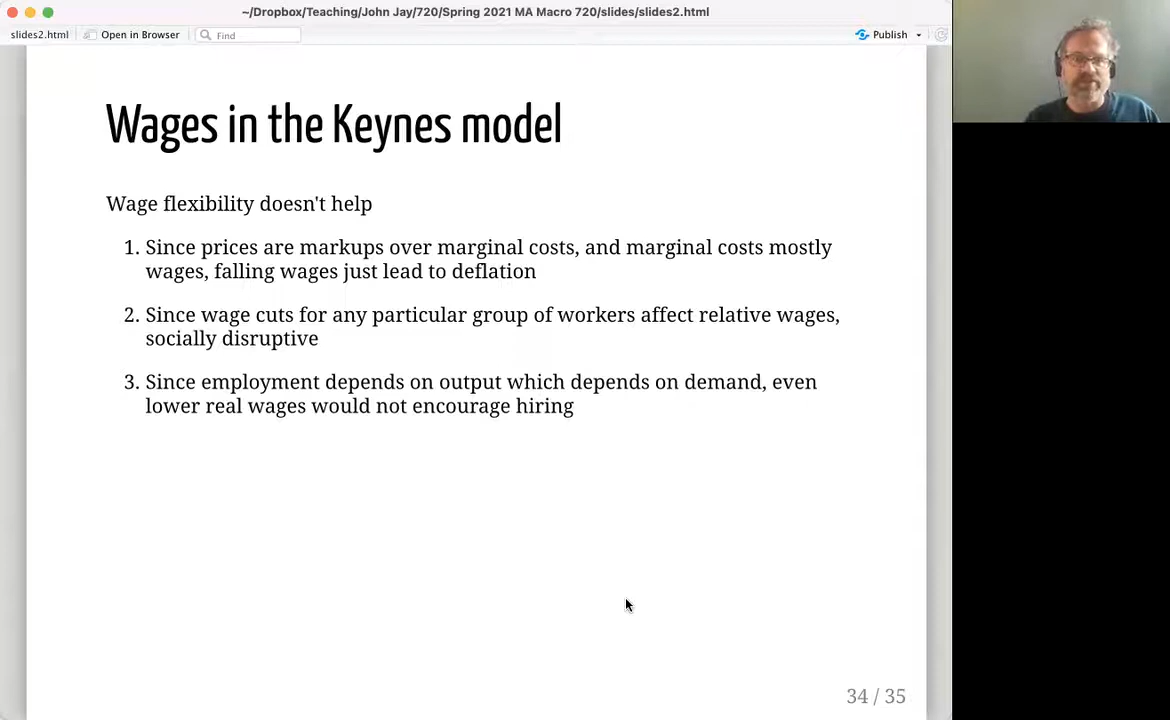 ~/Dropbox/Teaching/John Jay/720/Spring 2021 MA Macro 720/slides/slides2.html
slides2.html
Open in Browser
Find
Publish
Wages in the Keynes model
Wage flexibility doesn't help
1. Since prices are markups over marginal costs, and marginal costs mostly
wages, falling wages just lead to deflation
2. Since wage cuts for any particular group of workers affect relative wages,
socially disruptive
3. Since employment depends on output which depends on demand, even
lower real wages would not encourage hiring
34 / 35